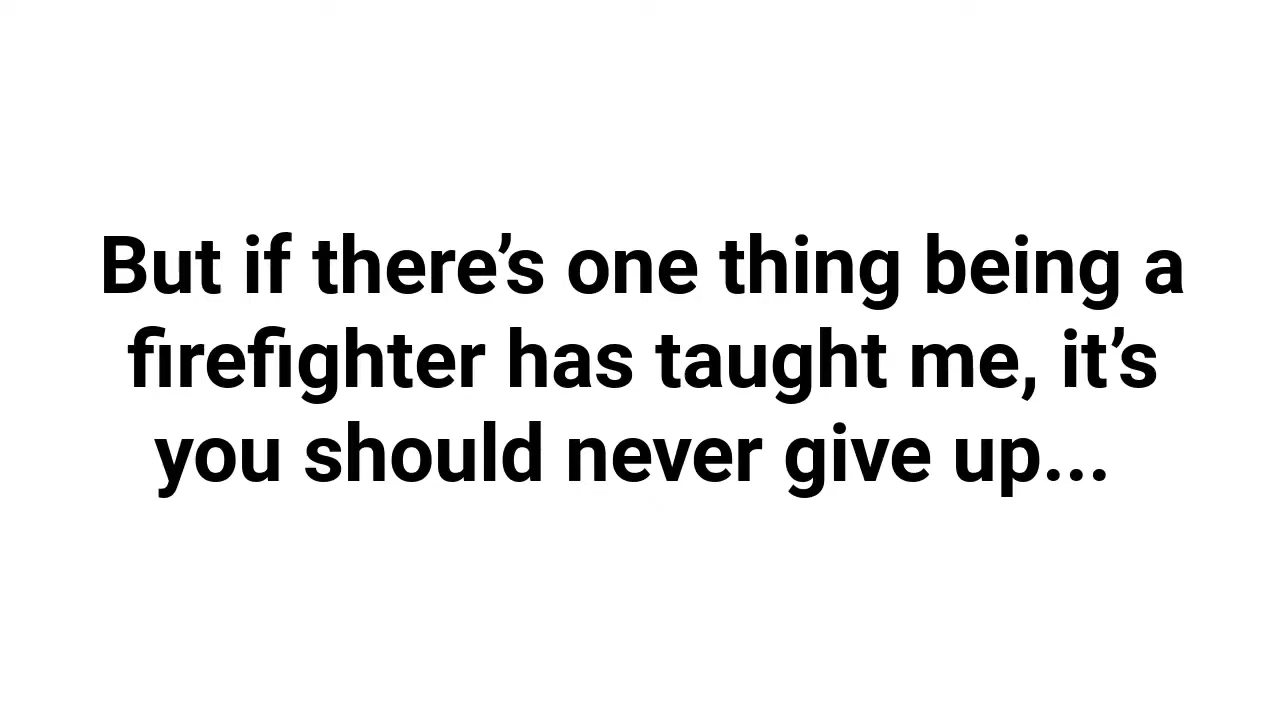 But if there’s one thing being a
firefighter has taught me, it’s
you should never give up...